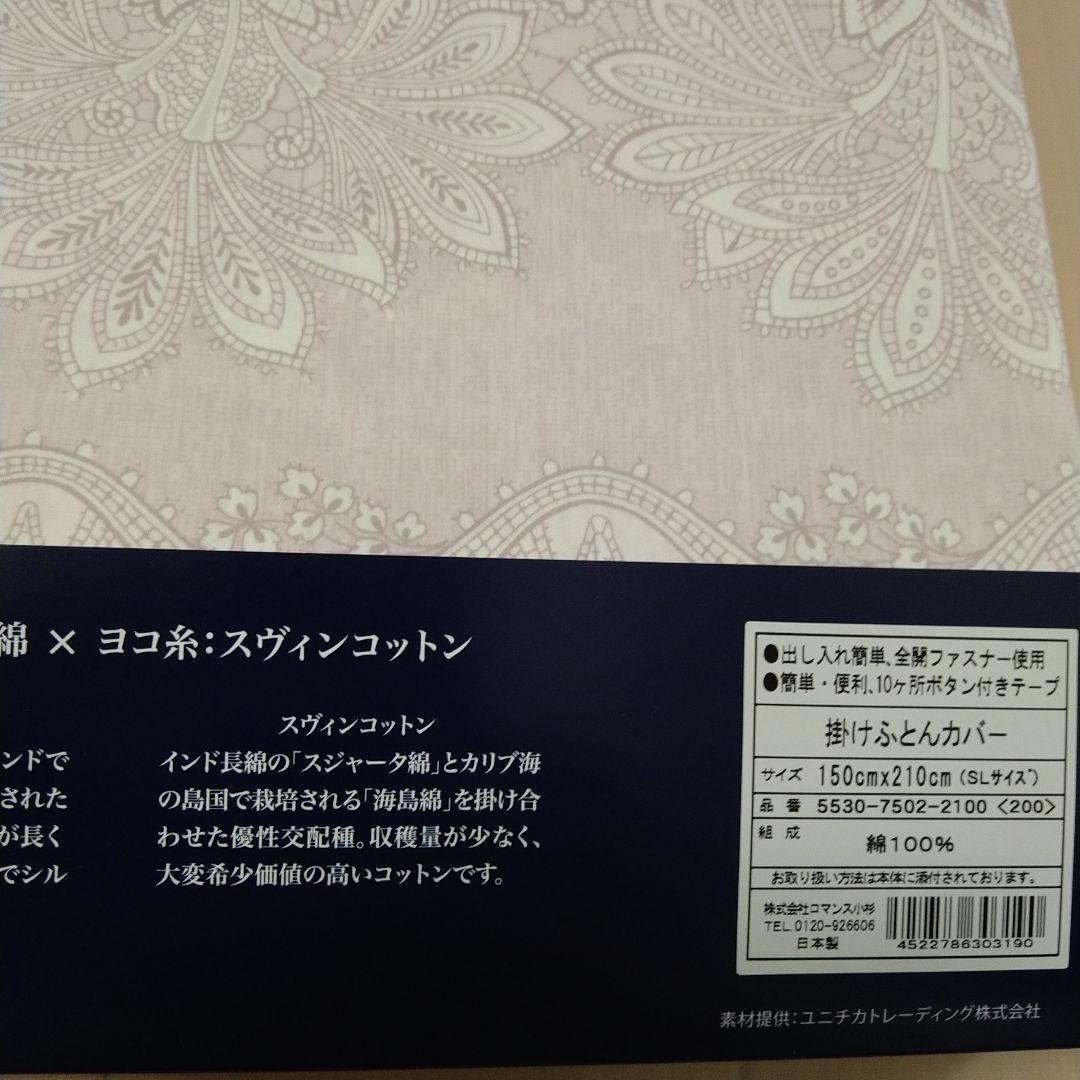 綿 × ヨコ糸:スヴィンコットン
ンドで
された
が長く
でシル
スヴィンコットン
インド長綿の「スジャータ綿」とカリブ海
の島国で栽培される「海島綿」を掛け合
わせた優性交配種。収穫量が少なく、
大変希少価値の高いコットンです。
●出し入れ簡単、全開ファスナー使用
●簡単・便利、10ヶ所ボタン付きテープ
掛けふとんカバー
サイズ 150cmx210cm (SLサイズ)
品番 5530-7502-2100 <200>
組成 綿100%
お取り扱い方法は本体に添付されております。
株式会社ロマンス小杉
TEL.0120-926606
日本製
4522786303190
素材提供:ユニチカトレーディング株式会社